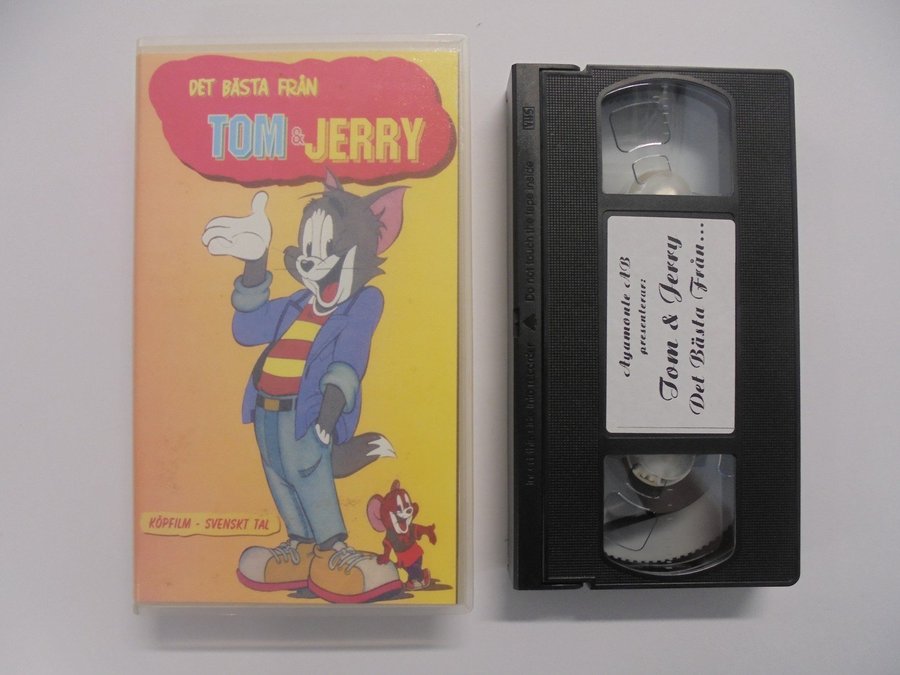 DET BÄSTA FRÅN
TOM & JERRY
KÖPFILM - SVENSKT TAL
VHS
Do not touch the tape inside
Ayamonte AB
presenterar:
Tom & Jerry
Det Bästa Från...